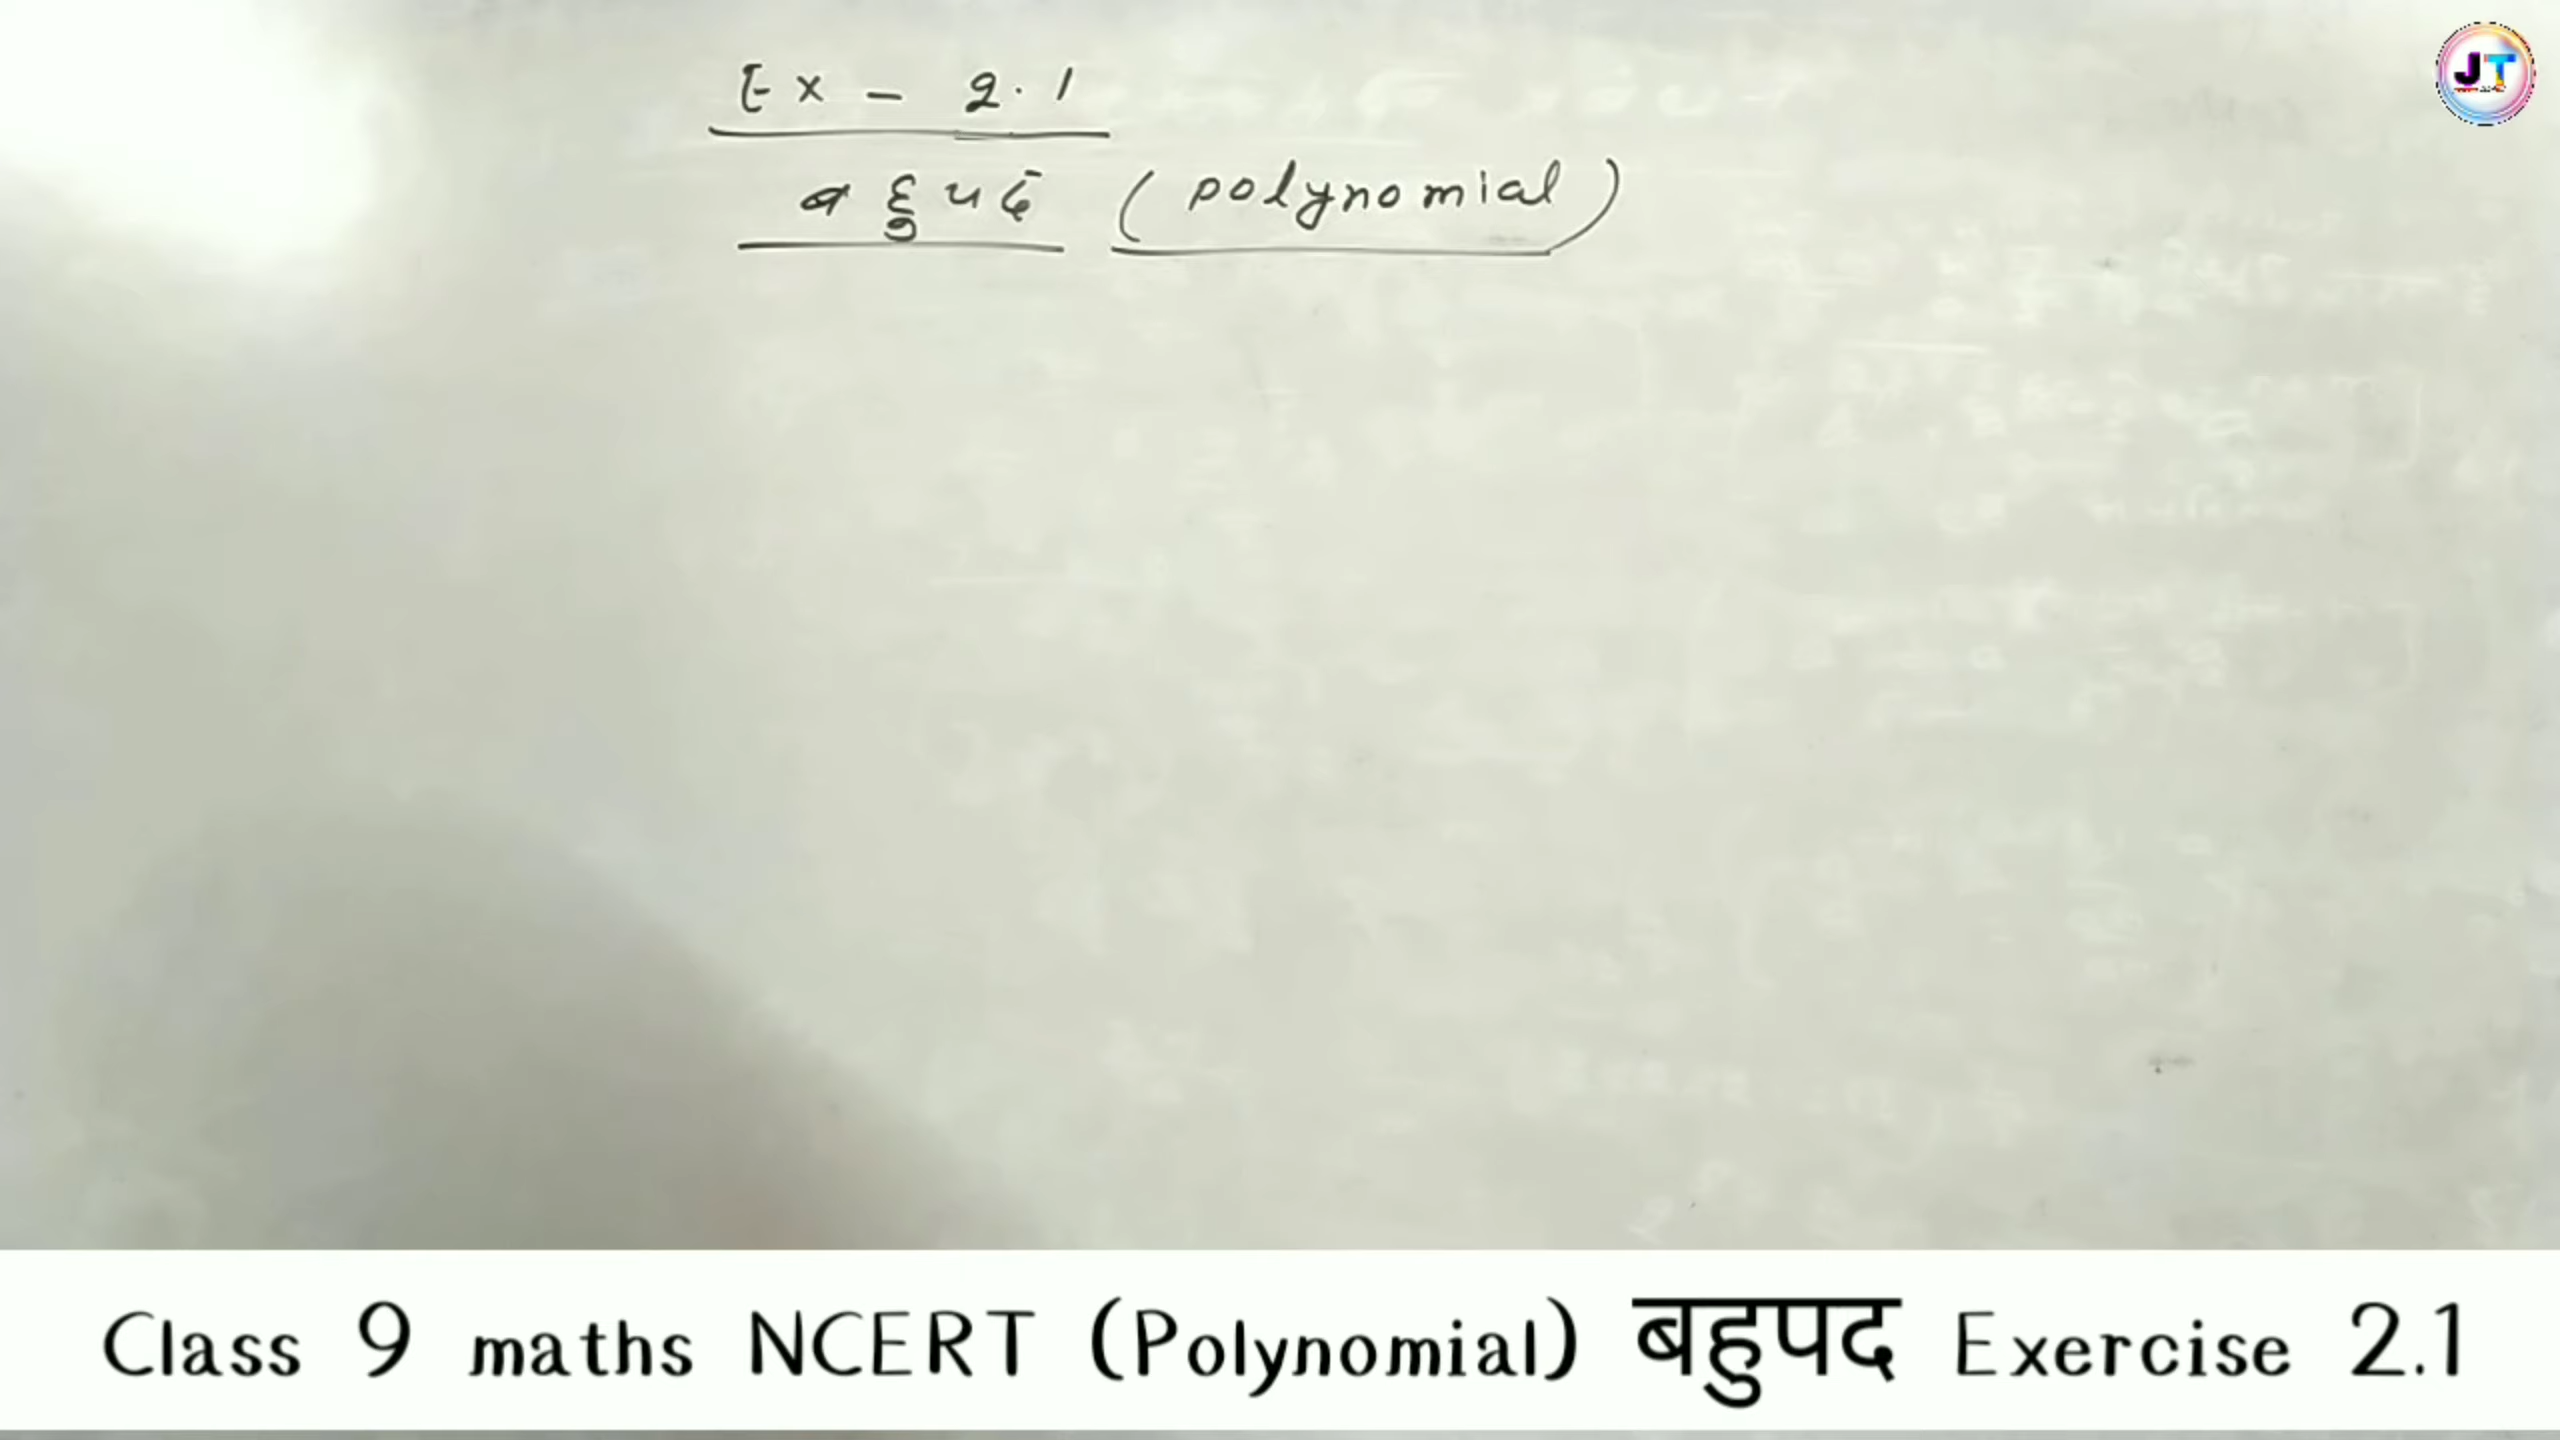 Ex - 2.1
बहुपद (polynomial)
JT
Class 9 maths NCERT (Polynomial) बहुपद Exercise 2.1